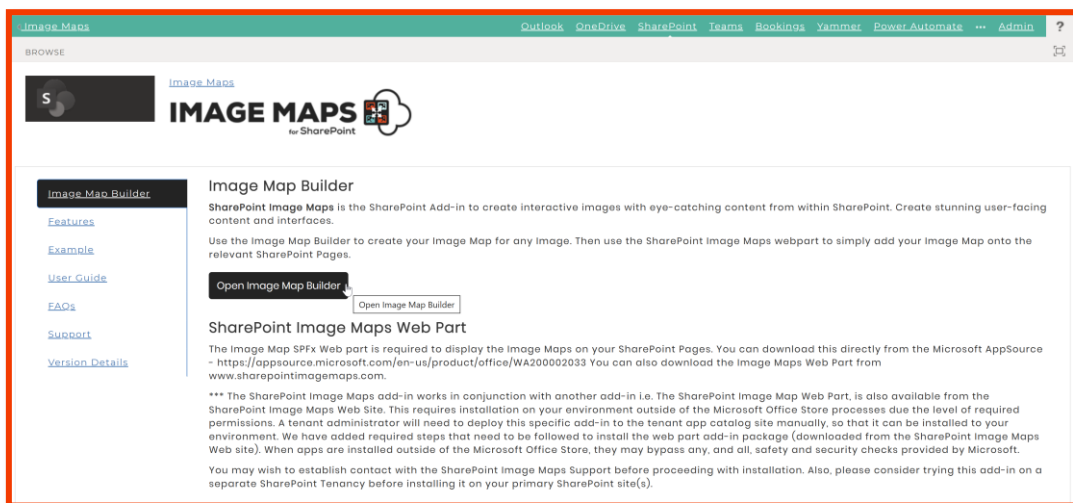 Image Maps
Outlook OneDrive SharePoint Teams Bookings Yammer Power Automate ••• Admin ?
BROWSE
S
Image Maps
IMAGE MAPS
for SharePoint
Image Map Builder
Features
Example
User Guide
FAQs
Support
Version Details
Image Map Builder
SharePoint Image Maps is the SharePoint Add-in to create interactive images with eye-catching content from within SharePoint. Create stunning user-facing
content and interfaces.
Use the Image Map Builder to create your Image Map for any Image. Then use the SharePoint Image Maps webpart to simply add your Image Map onto the
relevant SharePoint Pages.
Open Image Map Builder
Open Image Map Builder
SharePoint Image Maps Web Part
The Image Map SPFx Web part is required to display the Image Maps on your SharePoint Pages. You can download this directly from the Microsoft AppSource
- https://appsource.microsoft.com/en-us/product/office/WA200002033 You can also download the Image Maps Web Part from
www.sharepointimagemaps.com.
*** The SharePoint Image Maps add-in works in conjunction with another add-in i.e. The SharePoint Image Map Web Part, is also available from the
SharePoint Image Maps Web Site. This requires installation on your environment outside of the Microsoft Office Store processes due the level of required
permissions. A tenant administrator will need to deploy this specific add-in to the tenant app catalog site manually, so that it can be installed to your
environment. We have added required steps that need to be followed to install the web part add-in package (downloaded from the SharePoint Image Maps
Web site). When apps are installed outside of the Microsoft Office Store, they may bypass any, and all, safety and security checks provided by Microsoft.
You may wish to establish contact with the SharePoint Image Maps Support before proceeding with installation. Also, please consider trying this add-in on a
separate SharePoint Tenancy before installing it on your primary SharePoint site(s).